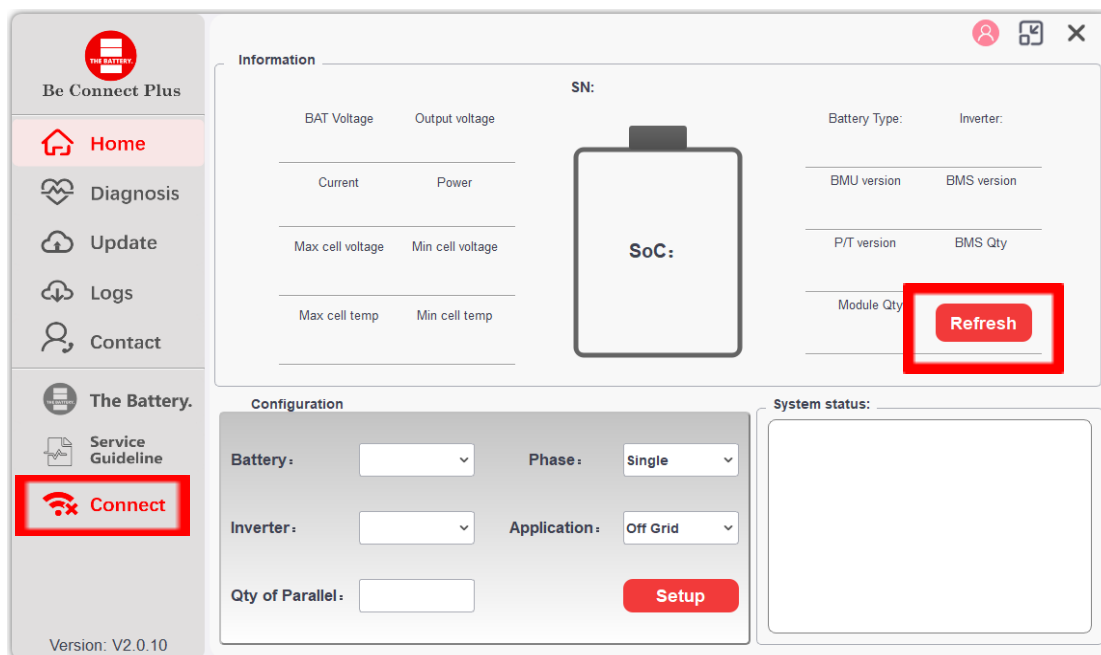 THE BATTERY.
Be Connect Plus
Home
Diagnosis
Update
Logs
Contact
The Battery.
Service
Guideline
Connect
Version: V2.0.10
Information
SN:
BAT Voltage Output voltage
Current Power
Max cell voltage Min cell voltage
Max cell temp Min cell temp
SoC:
Battery Type: Inverter:
BMU version BMS version
P/T version BMS Qty
Module Qty
Refresh
Configuration
Battery: Phase: Single
Inverter: Application: Off Grid
Qty of Parallel: Setup
System status: